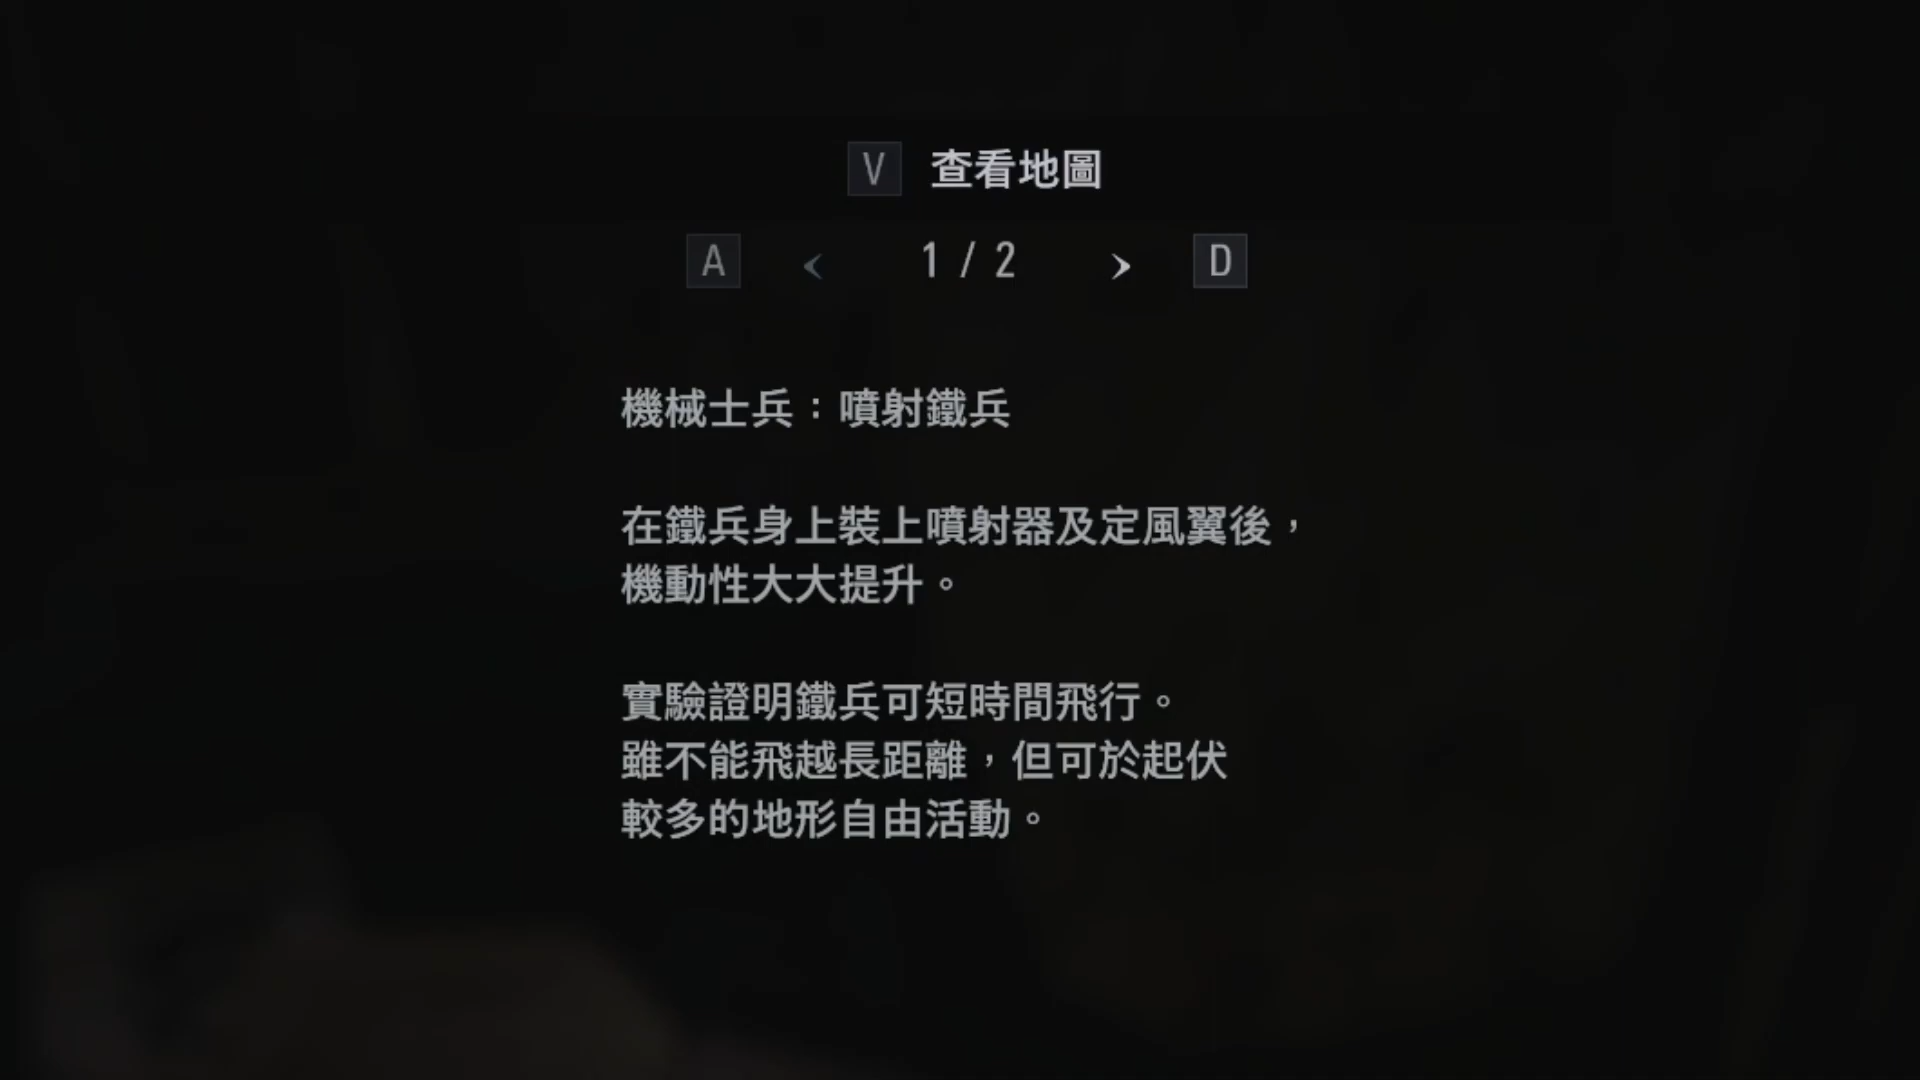 V 查看地圖
A < 1 / 2 > D
機械士兵：噴射鐵兵
在鐵兵身上裝上噴射器及定風翼後，
機動性大大提升。
實驗證明鐵兵可短時間飛行。
雖不能飛越長距離，但可於起伏
較多的地形自由活動。